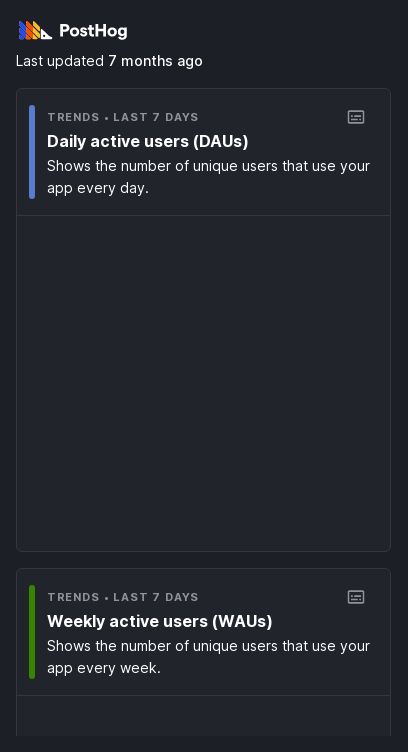 PostHog
Last updated 7 months ago
TRENDS • LAST 7 DAYS
Daily active users (DAUs)
Shows the number of unique users that use your
app every day.
TRENDS • LAST 7 DAYS
Weekly active users (WAUs)
Shows the number of unique users that use your
app every week.